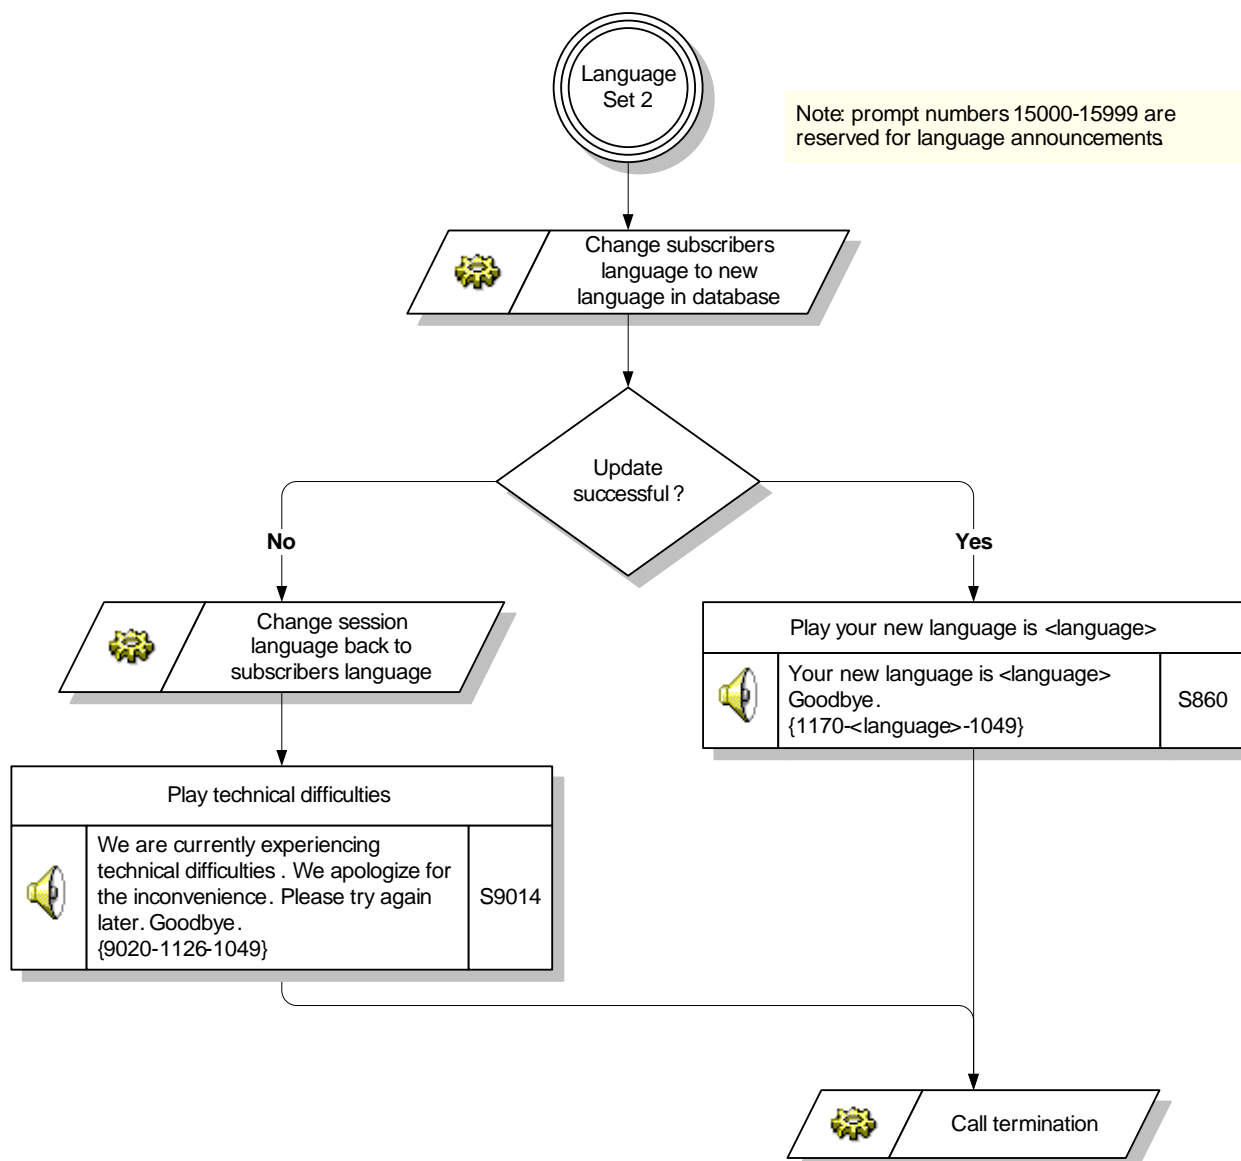 Language
Set 2
Note: prompt numbers 15000-15999 are
reserved for language announcements.
Change subscribers
language to new
language in database
Update
successful ?
No
Yes
Change session
language back to
subscribers language
Play your new language is <language>
Your new language is <language>
Goodbye.
{1170-<language>-1049}
S860
Play technical difficulties
We are currently experiencing
technical difficulties . We apologize for
the inconvenience. Please try again
later. Goodbye.
{9020-1126-1049}
S9014
Call termination